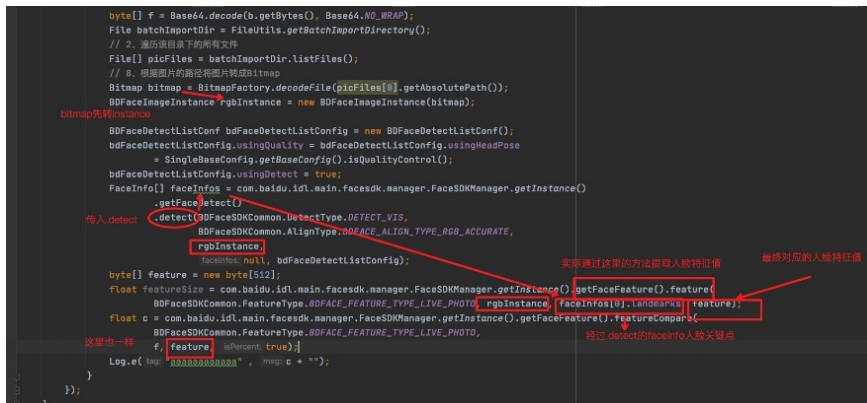 byte[] f = Base64.decode(b.getBytes(), Base64.NO_WRAP);
File batchImportDir = FileUtils.getBatchImportDirectory();
// 2、遍历该目录下的所有文件
File[] picFiles = batchImportDir.listFiles();
// 8、根据图片的路径将图片转成Bitmap
Bitmap bitmap = BitmapFactory.decodeFile(picFiles[0].getAbsolutePath());
BDFaceImageInstance rgbInstance = new BDFaceImageInstance(bitmap);
bitmap先转instance
BDFaceDetectListConf bdFaceDetectListConfig = new BDFaceDetectListConf();
bdFaceDetectListConfig.usingQuality = bdFaceDetectListConfig.usingHeadPose
= SingleBaseConfig.getBaseConfig().isQualityControl();
bdFaceDetectListConfig.usingDetect = true;
FaceInfo[] faceInfos = com.baidu.idl.main.facesdk.manager.FaceSDKManager.getInstance()
.getFaceDetect()
传入.detect .detect(BDFaceSDKCommon.DetectType.DETECT_VIS,
BDFaceSDKCommon.AlignType.BDFACE_ALIGN_TYPE_RGB_ACCURATE,
rgbInstance,
faceInfos: null, bdFaceDetectListConfig);
实际通过这里的方法提取人脸特征值
最终对应的人脸特征值
byte[] feature = new byte[512];
float featureSize = com.baidu.idl.main.facesdk.manager.FaceSDKManager.getInstance().getFaceFeature().feature(
BDFaceSDKCommon.FeatureType.BDFACE_FEATURE_TYPE_LIVE_PHOTO, rgbInstance, faceInfos[0].landmarks, feature);
float c = com.baidu.idl.main.facesdk.manager.FaceSDKManager.getInstance().getFaceFeature().featureCompare(
BDFaceSDKCommon.FeatureType.BDFACE_FEATURE_TYPE_LIVE_PHOTO,
经过.detect的faceInfo人脸关键点
这里也一样
f, feature, isPercent: true);
Log.e( tag: "aaaaaaaaaaaa" , msg: c + "");
}
});